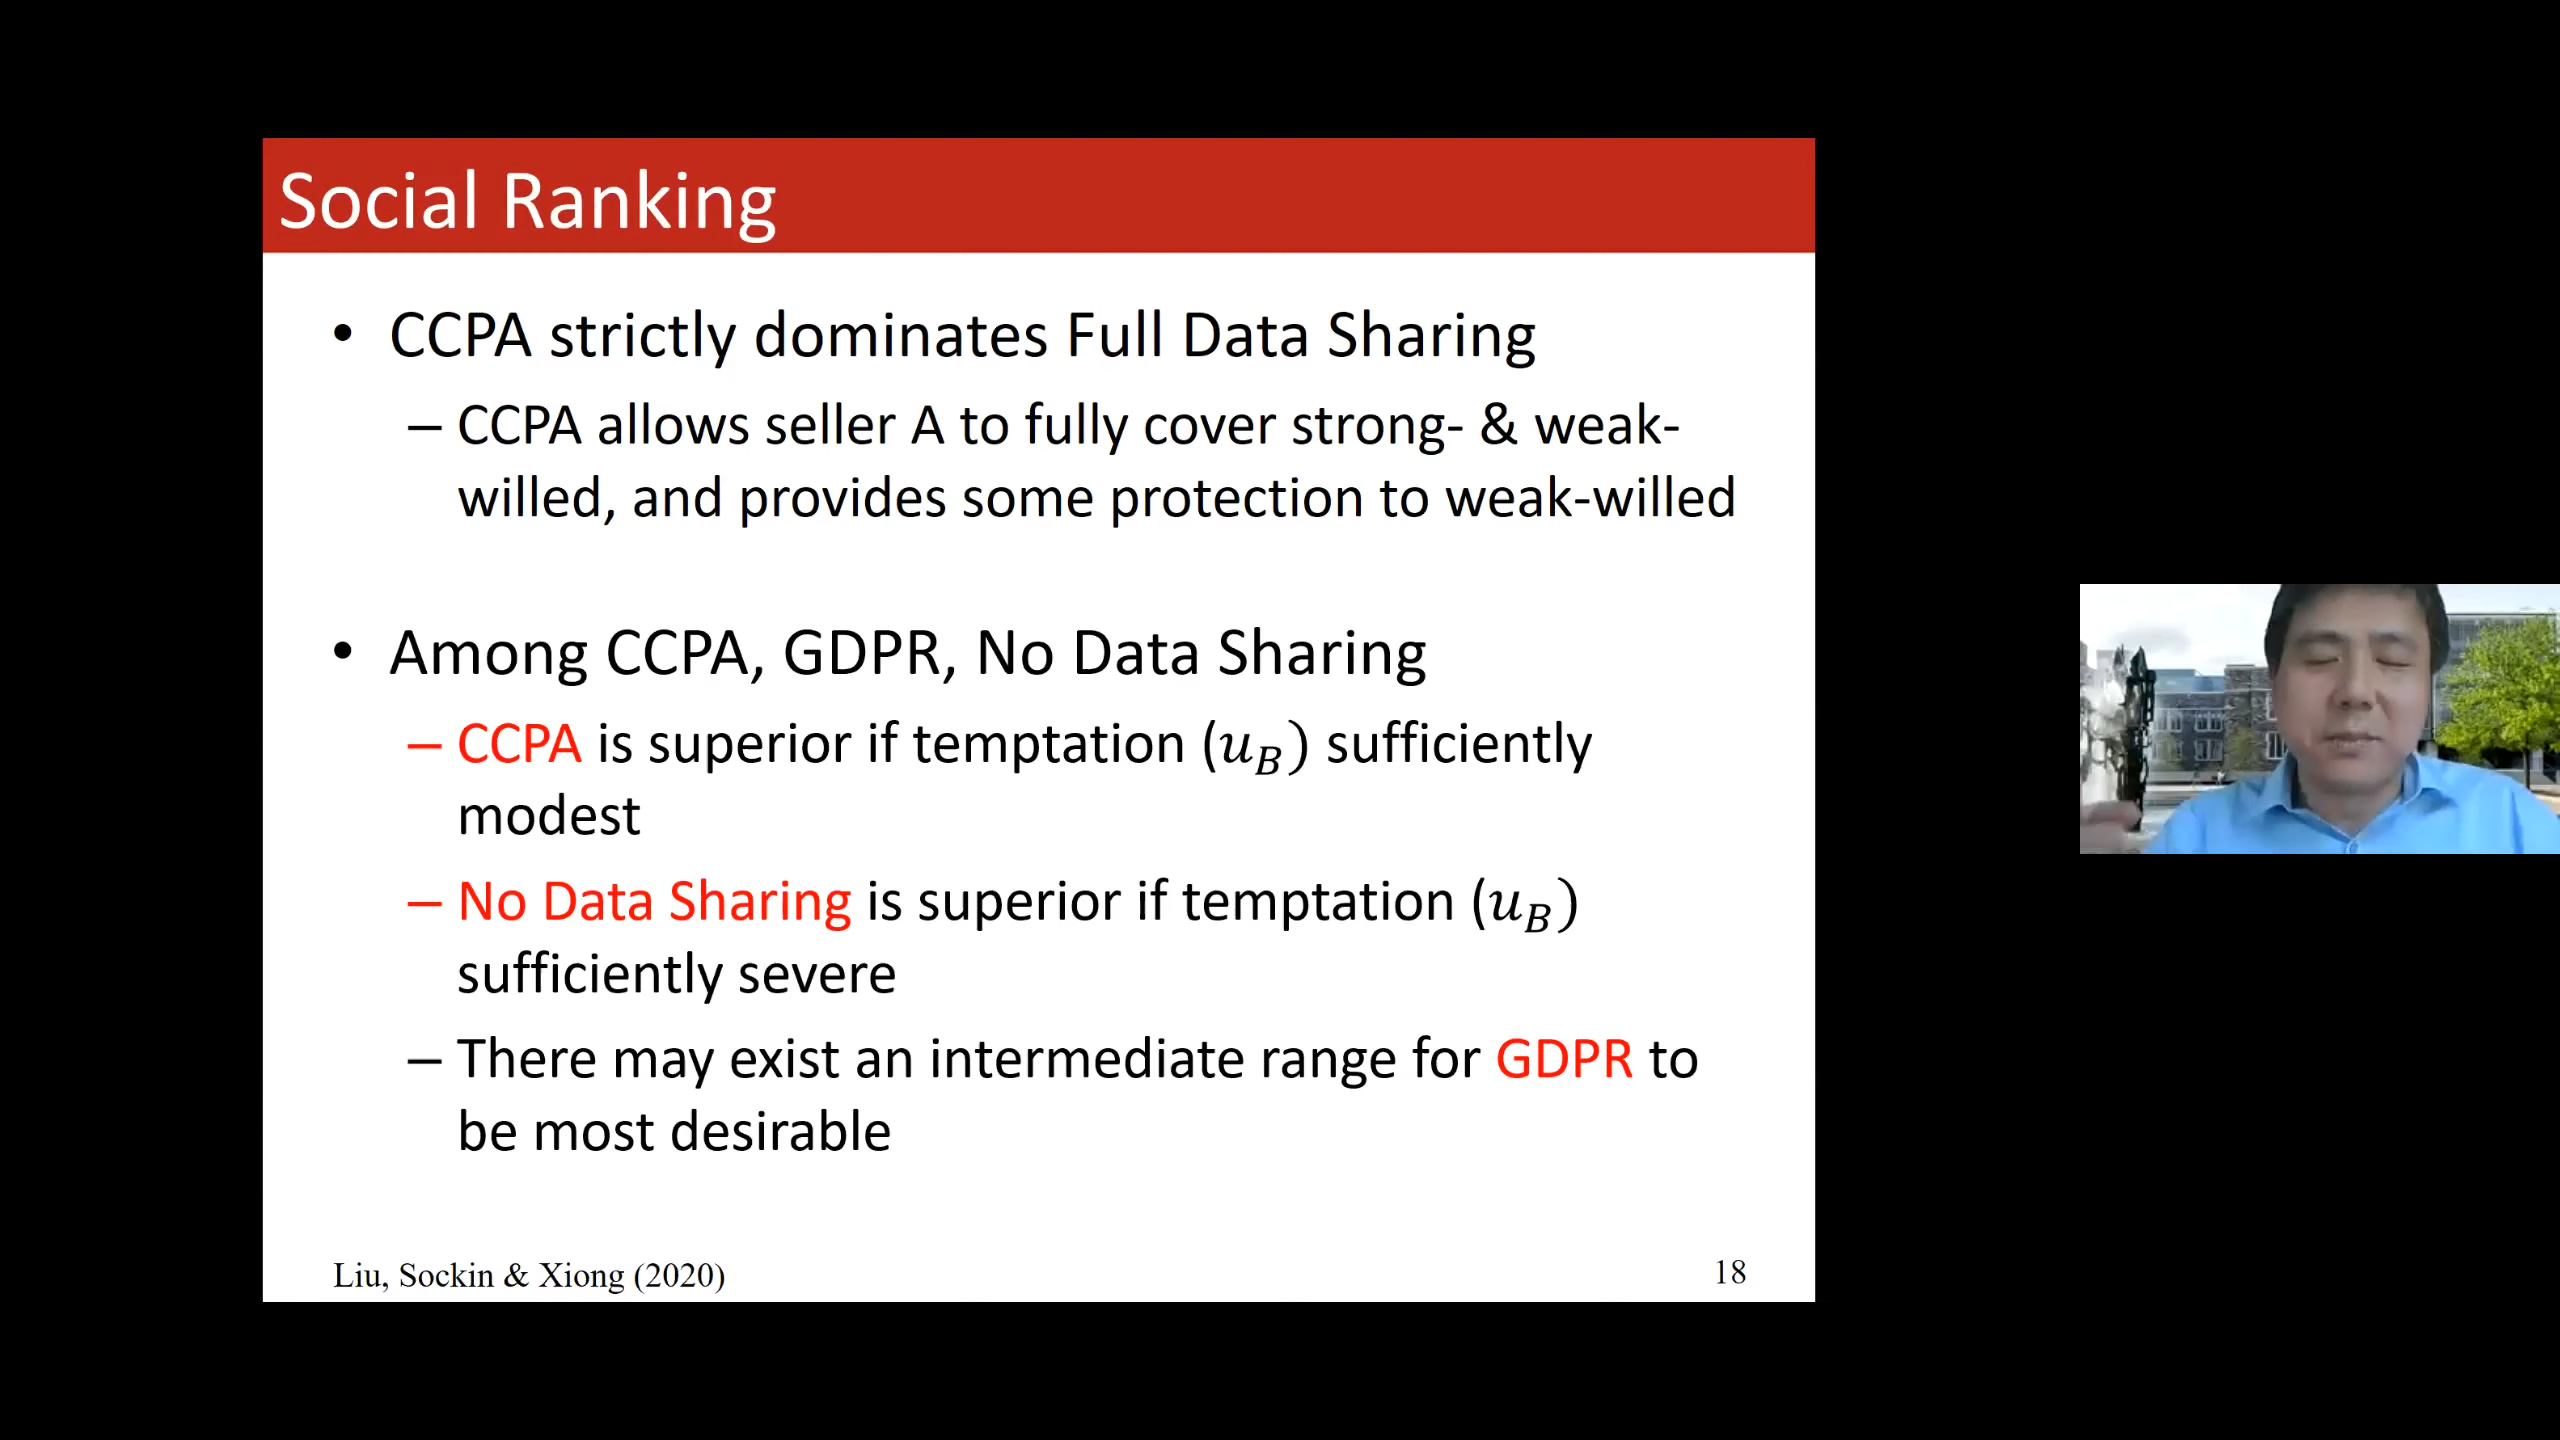 Social Ranking
• CCPA strictly dominates Full Data Sharing
– CCPA allows seller A to fully cover strong- & weak-
willed, and provides some protection to weak-willed
• Among CCPA, GDPR, No Data Sharing
– CCPA is superior if temptation (𝑢_B) sufficiently
modest
– No Data Sharing is superior if temptation (𝑢_B)
sufficiently severe
– There may exist an intermediate range for GDPR to
be most desirable
Liu, Sockin & Xiong (2020)
18